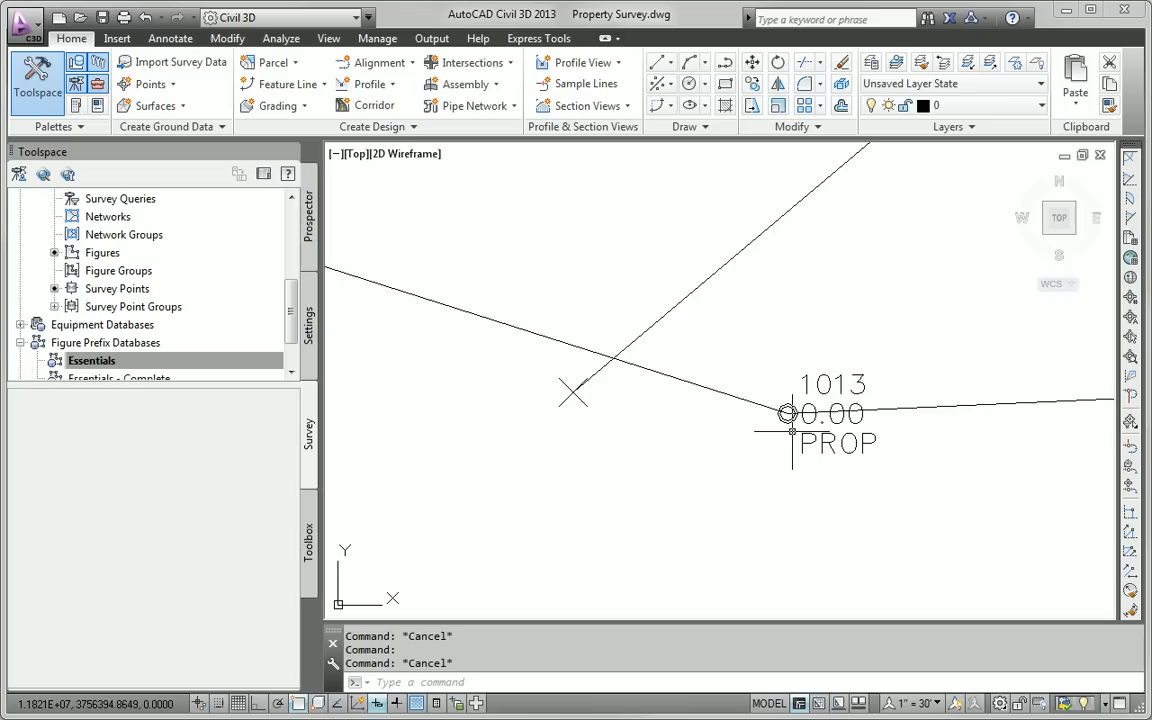 C3D
Civil 3D
AutoCAD Civil 3D 2013 Property Survey.dwg
Type a keyword or phrase
Home Insert Annotate Modify Analyze View Manage Output Help Express Tools
Toolspace
Import Survey Data
Points
Surfaces
Parcel
Feature Line
Grading
Alignment
Profile
Corridor
Intersections
Assembly
Pipe Network
Profile View
Sample Lines
Section Views
Unsaved Layer State
0
Paste
Palettes
Create Ground Data
Create Design
Profile & Section Views
Draw
Modify
Layers
Clipboard
Toolspace
Survey Queries
Networks
Network Groups
Figures
Figure Groups
Survey Points
Survey Point Groups
Equipment Databases
Figure Prefix Databases
Essentials
Essentials - Complete
Prospector
Settings
Survey
Toolbox
[−][Top][2D Wireframe]
N
W
TOP
E
S
WCS
1013
0.00
PROP
Y
X
Command: *Cancel*
Command:
Command: *Cancel*
Type a command
1.1821E+07, 3756394.8649, 0.0000
MODEL
1" = 30'